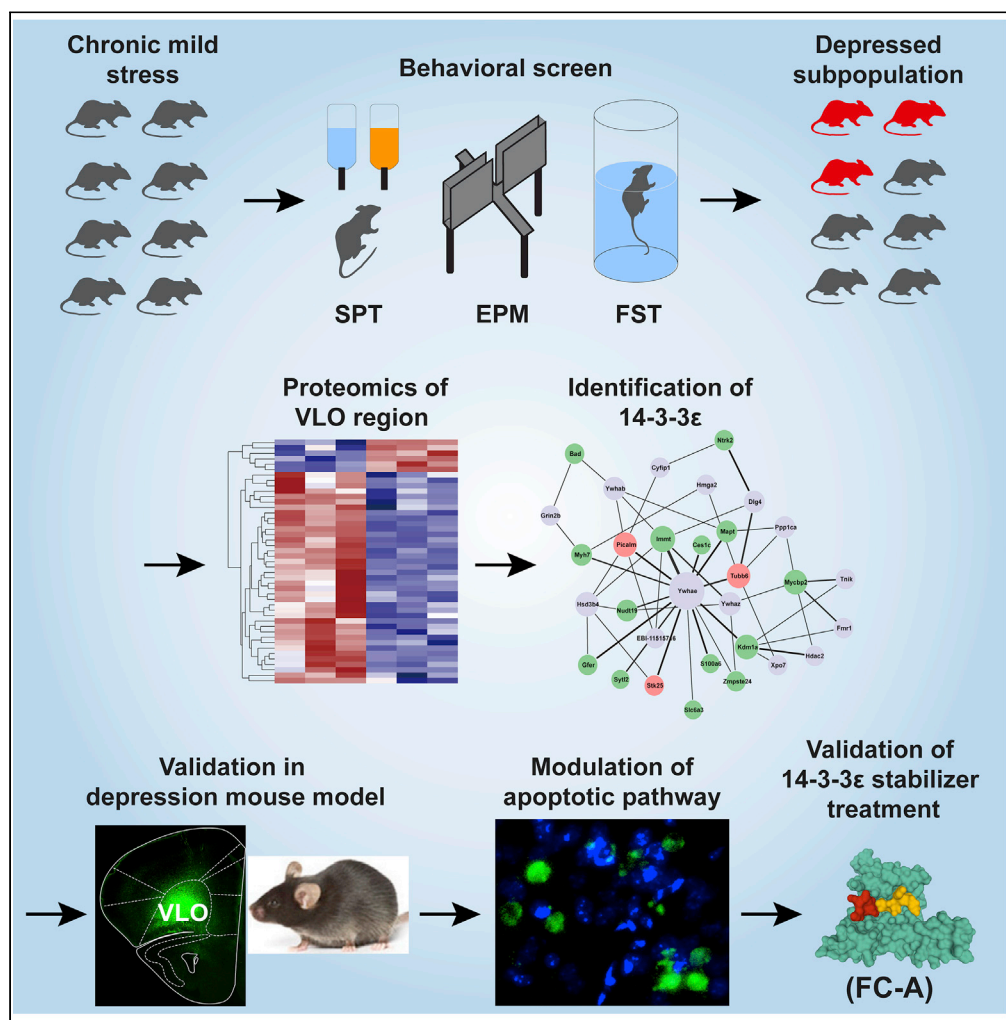 Chronic mild
stress
Behavioral screen
Depressed
subpopulation
SPT
EPM
FST
Proteomics of
VLO region
Identification of
14-3-3ε
Ntrk2
Bad
Cyfip1
Ywhab
Hmga2
Dlg4
Grin2b
Ppp1ca
Picalm
Immt
Ces1c
Mapt
Myh7
Tubb6
Tnik
Ywhae
Mycbp2
Hsd3b4
Nudt19
Ywhaz
Fmr1
Kdm1a
Hdac2
Gfer
S100a6
Xpo7
Sytl2
Zmpste24
Stk25
Slc6a3
Validation in
depression mouse model
Modulation of
apoptotic pathway
Validation of
14-3-3ε stabilizer
treatment
VLO
(FC-A)